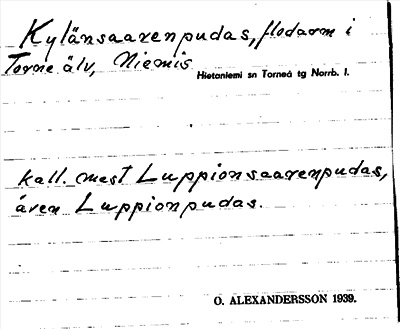 Kylänsaarenpudas, flodarm i
Torne älv, Niemis
Hietaniemi sn Torneå tg Norrb. l.
kall. mest Luppionsaarenpudas,
även Luppionpudas.
O. ALEXANDERSSON 1939.